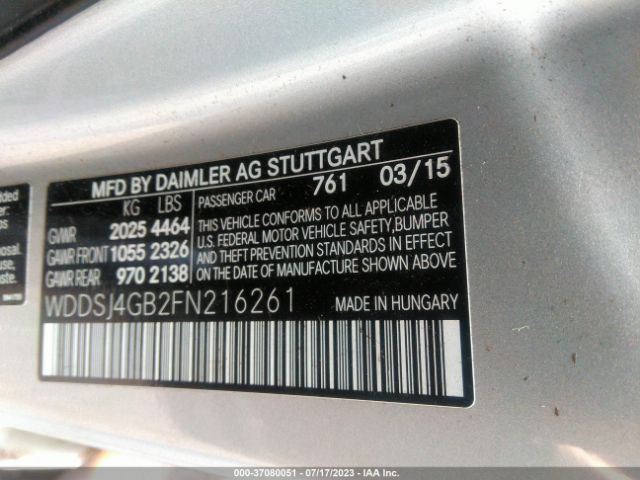 MFD BY DAIMLER AG STUTTGART
KG LBS
GVWR 2025 4464
GAWR FRONT 1055 2326
GAWR REAR 970 2138
PASSENGER CAR 761 03/15
THIS VEHICLE CONFORMS TO ALL APPLICABLE
U.S. FEDERAL MOTOR VEHICLE SAFETY, BUMPER
AND THEFT PREVENTION STANDARDS IN EFFECT
ON THE DATE OF MANUFACTURE SHOWN ABOVE.
WDDSJ4GB2FN216261 MADE IN HUNGARY
000-37080051 - 07/17/2023 - IAA Inc.